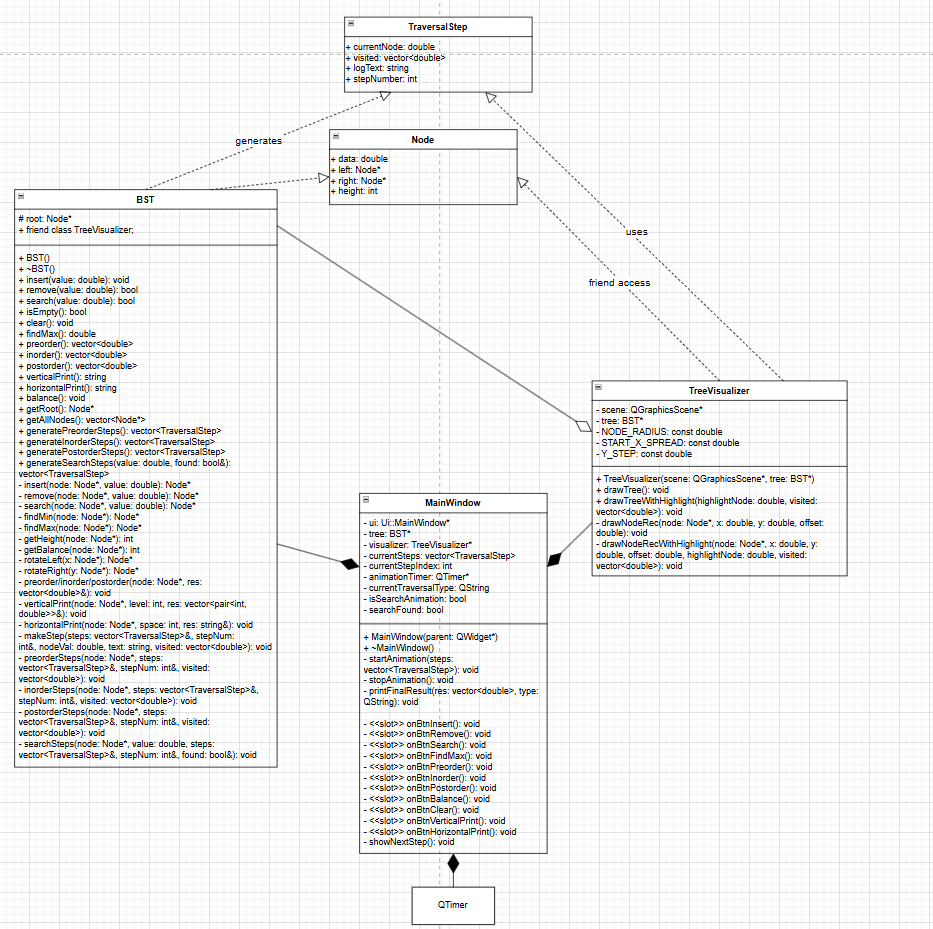 TraversalStep
+ currentNode: double
+ visited: vector<double>
+ logText: string
+ stepNumber: int
generates
Node
+ data: double
+ left: Node*
+ right: Node*
+ height: int
uses
friend access
BST
# root: Node*
+ friend class TreeVisualizer;
+ BST()
+ ~BST()
+ insert(value: double): void
+ remove(value: double): bool
+ search(value: double): bool
+ isEmpty(): bool
+ clear(): void
+ findMax(): double
+ preorder(): vector<double>
+ inorder(): vector<double>
+ postorder(): vector<double>
+ verticalPrint(): string
+ horizontalPrint(): string
+ balance(): void
+ getRoot(): Node*
+ getAllNodes(): vector<Node*>
+ generatePreorderSteps(): vector<TraversalStep>
+ generateInorderSteps(): vector<TraversalStep>
+ generatePostorderSteps(): vector<TraversalStep>
+ generateSearchSteps(value: double, found: bool&):
vector<TraversalStep>
- insert(node: Node*, value: double): Node*
- remove(node: Node*, value: double): Node*
- search(node: Node*, value: double): Node*
- findMin(node: Node*): Node*
- findMax(node: Node*): Node*
- getHeight(node: Node*): int
- getBalance(node: Node*): int
- rotateLeft(x: Node*): Node*
- rotateRight(y: Node*): Node*
- preorder/inorder/postorder(node: Node*, res:
vector<double>&): void
- verticalPrint(node: Node*, level: int, res: vector<pair<int,
double>>&): void
- horizontalPrint(node: Node*, space: int, res: string&): void
- makeStep(steps: vector<TraversalStep>&, stepNum:
int&, nodeVal: double, text: string, visited: vector<double>): void
- preorderSteps(node: Node*, steps:
vector<TraversalStep>&, stepNum: int&, visited:
vector<double>): void
- inorderSteps(node: Node*, steps: vector<TraversalStep>&,
stepNum: int&, visited: vector<double>): void
- postorderSteps(node: Node*, steps:
vector<TraversalStep>&, stepNum: int&, visited:
vector<double>): void
- searchSteps(node: Node*, value: double, steps:
vector<TraversalStep>&, stepNum: int&, found: bool&): void
TreeVisualizer
- scene: QGraphicsScene*
- tree: BST*
- NODE_RADIUS: const double
- START_X_SPREAD: const double
- Y_STEP: const double
+ TreeVisualizer(scene: QGraphicsScene*, tree: BST*)
+ drawTree(): void
+ drawTreeWithHighlight(highlightNode: double, visited:
vector<double>): void
- drawNodeRec(node: Node*, x: double, y: double, offset:
double): void
- drawNodeRecWithHighlight(node: Node*, x: double, y:
double, offset: double, highlightNode: double, visited:
vector<double>): void
MainWindow
- ui: Ui::MainWindow*
- tree: BST*
- visualizer: TreeVisualizer*
- currentSteps: vector<TraversalStep>
- currentStepIndex: int
- animationTimer: QTimer*
- currentTraversalType: QString
- isSearchAnimation: bool
- searchFound: bool
+ MainWindow(parent: QWidget*)
+ ~MainWindow()
- startAnimation(steps:
vector<TraversalStep>): void
- stopAnimation(): void
- printFinalResult(res: vector<double>, type:
QString): void
- <<slot>> onBtnInsert(): void
- <<slot>> onBtnRemove(): void
- <<slot>> onBtnSearch(): void
- <<slot>> onBtnFindMax(): void
- <<slot>> onBtnPreorder(): void
- <<slot>> onBtnInorder(): void
- <<slot>> onBtnPostorder(): void
- <<slot>> onBtnBalance(): void
- <<slot>> onBtnClear(): void
- <<slot>> onBtnVerticalPrint(): void
- <<slot>> onBtnHorizontalPrint(): void
- showNextStep(): void
QTimer